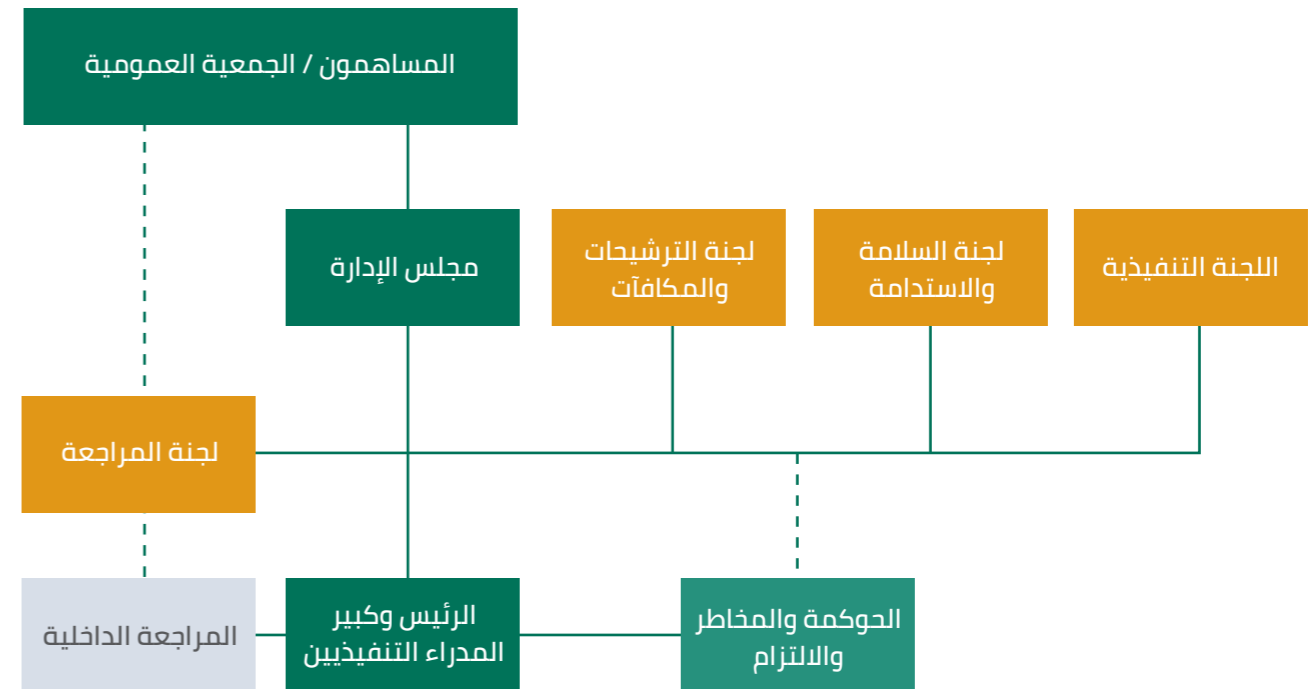 المساهمون / الجمعية العمومية
اللجنة التنفيذية
لجنة السلامة
والاستدامة
لجنة الترشيحات
والمكافآت
مجلس الإدارة
لجنة المراجعة
الحوكمة والمخاطر
والالتزام
الرئيس وكبير
المدراء التنفيذيين
المراجعة الداخلية